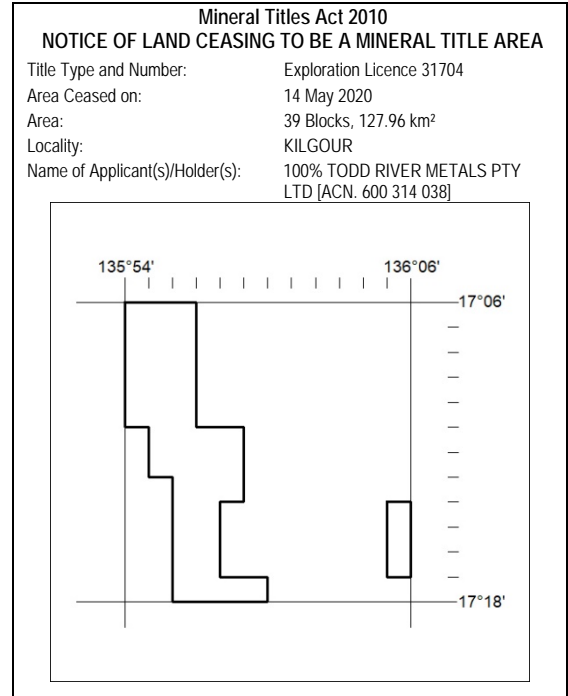 Mineral Titles Act 2010
NOTICE OF LAND CEASING TO BE A MINERAL TITLE AREA
Title Type and Number: Exploration Licence 31704
Area Ceased on: 14 May 2020
Area: 39 Blocks, 127.96 km²
Locality: KILGOUR
Name of Applicant(s)/Holder(s): 100% TODD RIVER METALS PTY
LTD [ACN. 600 314 038]
135°54' 136°06'
17°06'
17°18'